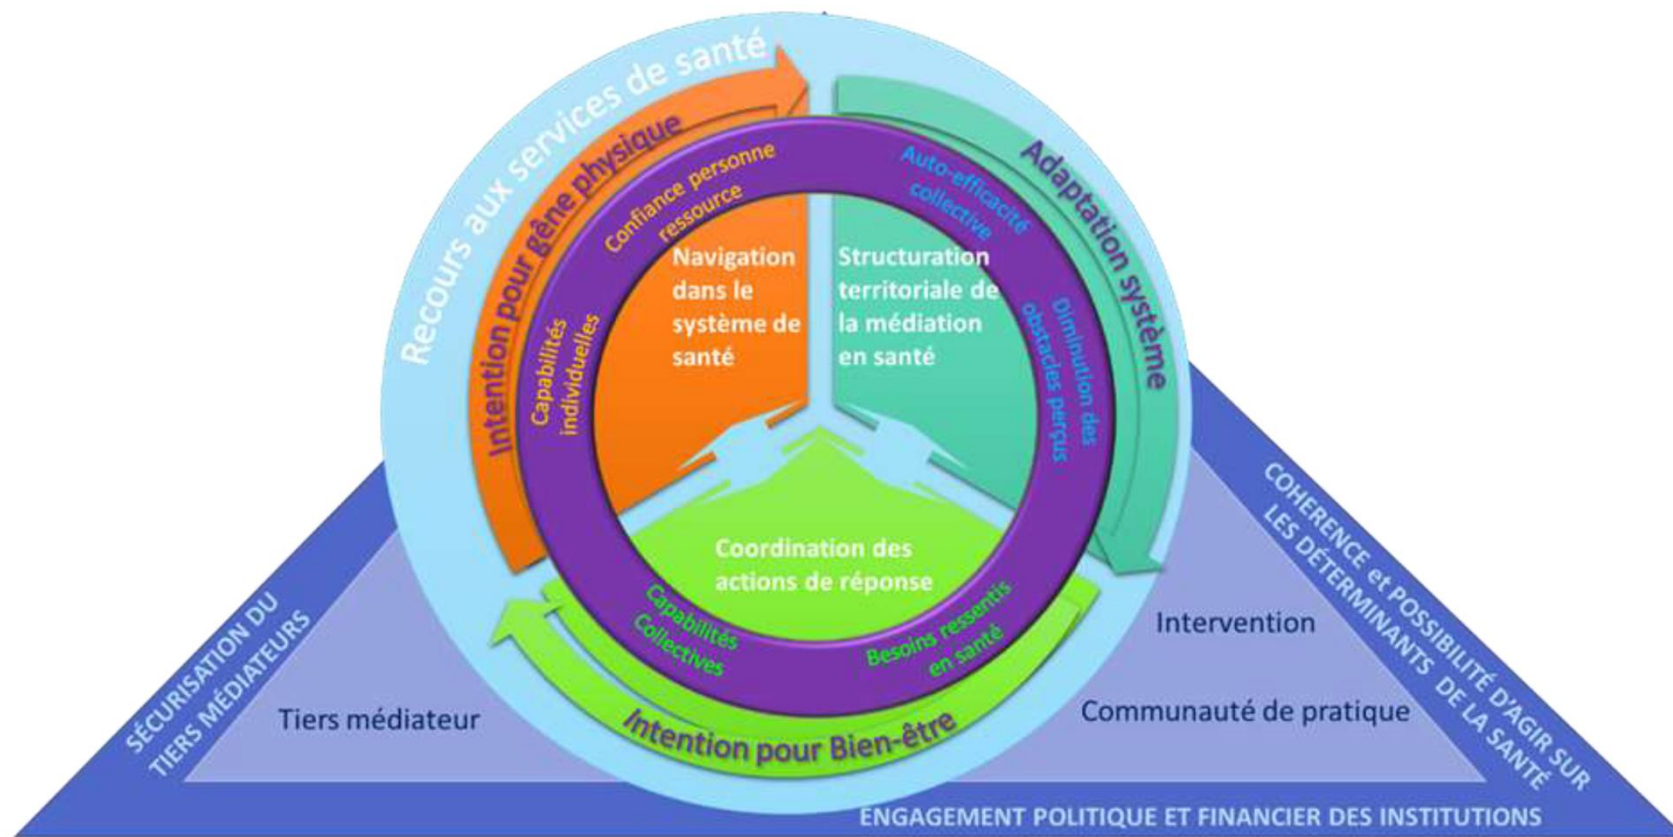 Recours aux services de santé
Intention pour gêne physique
Adaptation système
Confiance personne
ressource
Auto-efficacité
collective
Capabilités
individuelles
Diminution des
obstacles perçus
Navigation
dans le
système de
santé
Structuration
territoriale de
la médiation
en santé
Coordination des
actions de réponse
Capabilités
Collectives
Besoins ressentis
en santé
Intention pour Bien-être
SÉCURISATION DU
TIERS MÉDIATEURS
Tiers médiateur
Intervention
Communauté de pratique
COHERENCE et POSSIBILITÉ D'AGIR SUR
LES DÉTERMINANTS DE LA SANTÉ
ENGAGEMENT POLITIQUE ET FINANCIER DES INSTITUTIONS